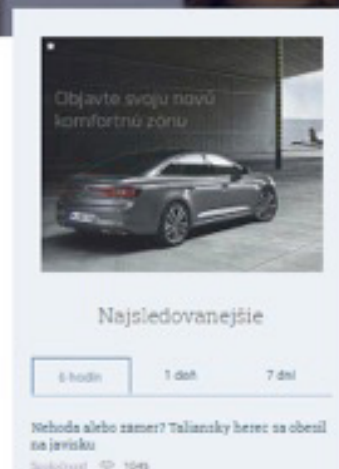 Objavte svoju novú
komfortnú zónu
Najsledovanejšie
6 hodín 1 deň 7 dní
Nehoda alebo zámer? Taliansky herec sa obesil
na javisku